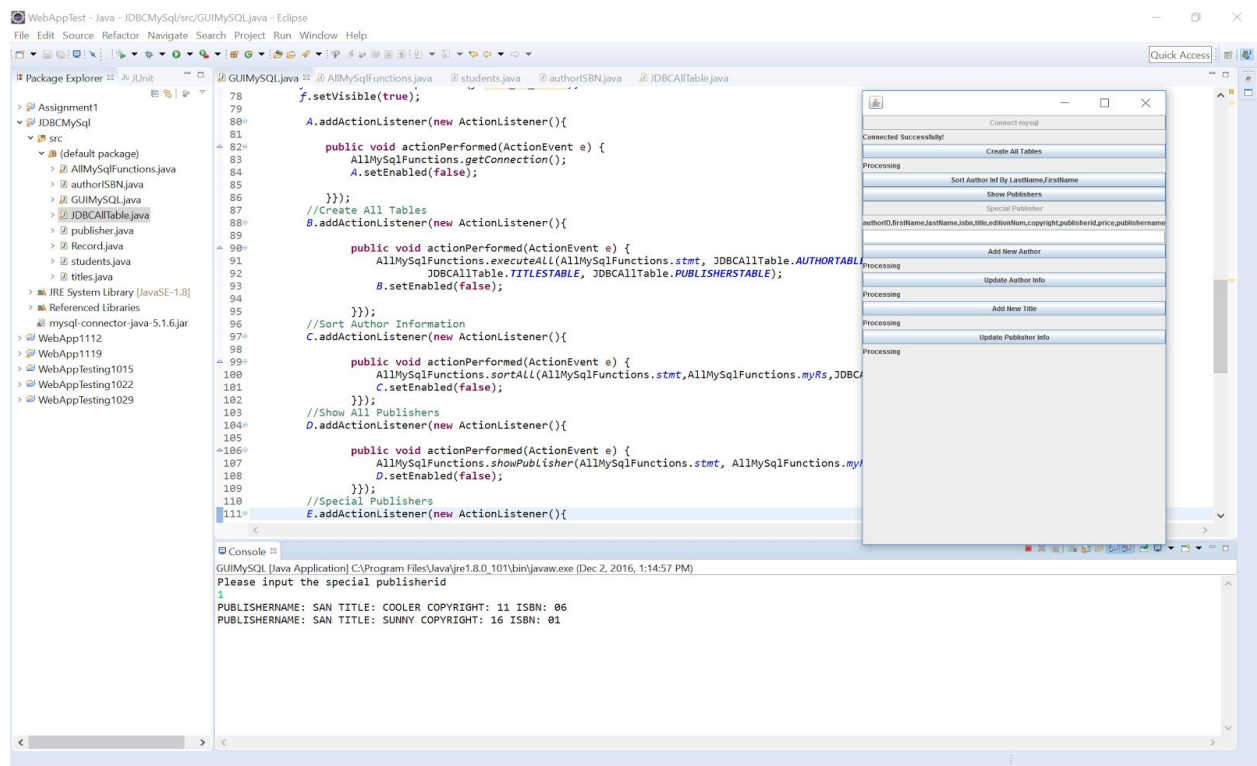 WebAppTest - Java - JDBCMySql/src/GUIMySQL.java - Eclipse
File Edit Source Refactor Navigate Search Project Run Window Help
Quick Access
Package Explorer JUnit
Assignment1
JDBCMySql
src
(default package)
AllMySqlFunctions.java
authorISBN.java
GUIMySQL.java
JDBCAllTable.java
publisher.java
Record.java
students.java
titles.java
JRE System Library [JavaSE-1.8]
Referenced Libraries
mysql-connector-java-5.1.6.jar
WebApp1112
WebApp1119
WebAppTesting1015
WebAppTesting1022
WebAppTesting1029
GUIMySQL.java AllMySqlFunctions.java students.java authorISBN.java JDBCAllTable.java
78 f.setVisible(true);
79
80 A.addActionListener(new ActionListener(){
81
82 public void actionPerformed(ActionEvent e) {
83 AllMySqlFunctions.getConnection();
84 A.setEnabled(false);
85
86 }});
87 //Create All Tables
88 B.addActionListener(new ActionListener(){
89
90 public void actionPerformed(ActionEvent e) {
91 AllMySqlFunctions.executeALL(AllMySqlFunctions.stmt, JDBCAllTable.AUTHORTABL
92 JDBCAllTable.TITLESTABLE, JDBCAllTable.PUBLISHERSTABLE);
93 B.setEnabled(false);
94
95 }});
96 //Sort Author Information
97 C.addActionListener(new ActionListener(){
98
99 public void actionPerformed(ActionEvent e) {
100 AllMySqlFunctions.sortAll(AllMySqlFunctions.stmt,AllMySqlFunctions.myRs,JDBCA
101 C.setEnabled(false);
102 }});
103 //Show All Publishers
104 D.addActionListener(new ActionListener(){
105
106 public void actionPerformed(ActionEvent e) {
107 AllMySqlFunctions.showPublisher(AllMySqlFunctions.stmt, AllMySqlFunctions.myR
108 D.setEnabled(false);
109 }});
110 //Special Publishers
111 E.addActionListener(new ActionListener(){
Connect mysql
Connected Successfully!
Create All Tables
Processing
Sort Author Inf By LastName,FirstName
Show Publishers
Special Publisher
authorID,firstName,lastName,isbn,title,editionNum,copyright,publisherid,price,publishername
Add New Author
Processing
Update Author Info
Processing
Add New Title
Processing
Update Publisher Info
Processing
Console
GUIMySQL [Java Application] C:\Program Files\Java\jre1.8.0_101\bin\javaw.exe (Dec 2, 2016, 1:14:57 PM)
Please input the special publisherid
1
PUBLISHERNAME: SAN TITLE: COOLER COPYRIGHT: 11 ISBN: 06
PUBLISHERNAME: SAN TITLE: SUNNY COPYRIGHT: 16 ISBN: 01